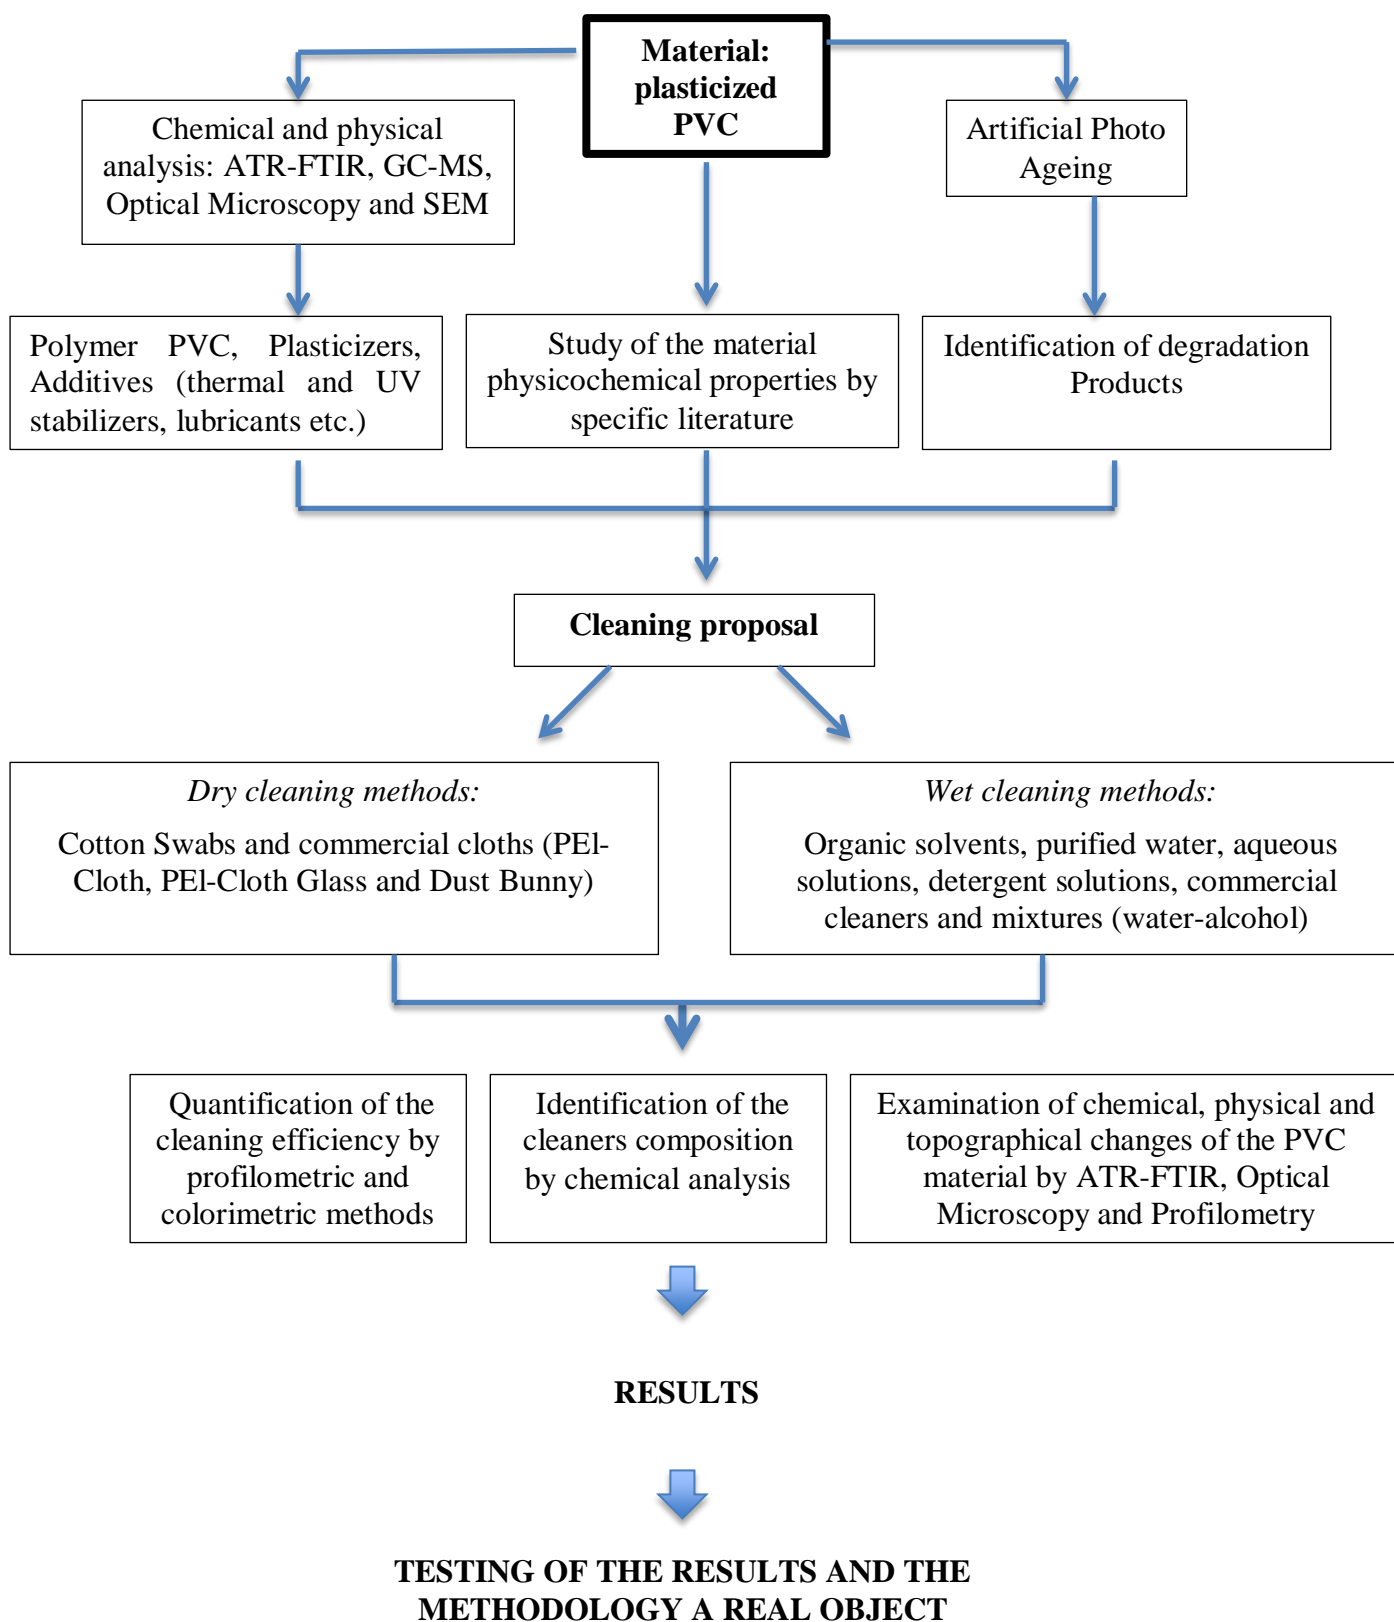 Material:
plasticized
PVC
Chemical and physical
analysis: ATR-FTIR, GC-MS,
Optical Microscopy and SEM
Artificial Photo
Ageing
Polymer PVC, Plasticizers,
Additives (thermal and UV
stabilizers, lubricants etc.)
Study of the material
physicochemical properties by
specific literature
Identification of degradation
Products
Cleaning proposal
Dry cleaning methods:
Cotton Swabs and commercial cloths (PEl-
Cloth, PEl-Cloth Glass and Dust Bunny)
Wet cleaning methods:
Organic solvents, purified water, aqueous
solutions, detergent solutions, commercial
cleaners and mixtures (water-alcohol)
Quantification of the
cleaning efficiency by
profilometric and
colorimetric methods
Identification of the
cleaners composition
by chemical analysis
Examination of chemical, physical and
topographical changes of the PVC
material by ATR-FTIR, Optical
Microscopy and Profilometry
RESULTS
TESTING OF THE RESULTS AND THE
METHODOLOGY A REAL OBJECT